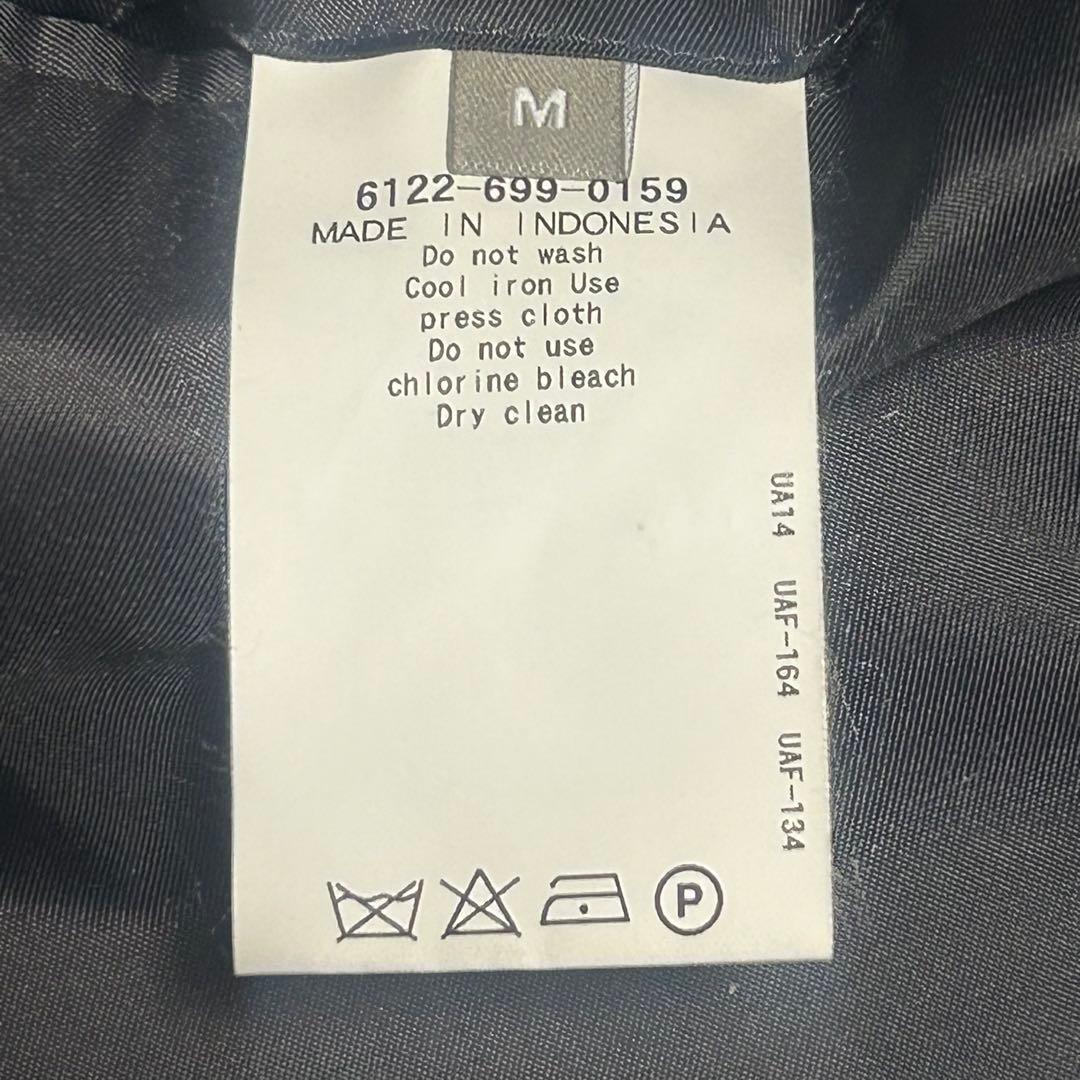 M
6122-699-0159
MADE IN INDONESIA
Do not wash
Cool iron Use
press cloth
Do not use
chlorine bleach
Dry clean
UA14 UAF-164 UAF-134
P